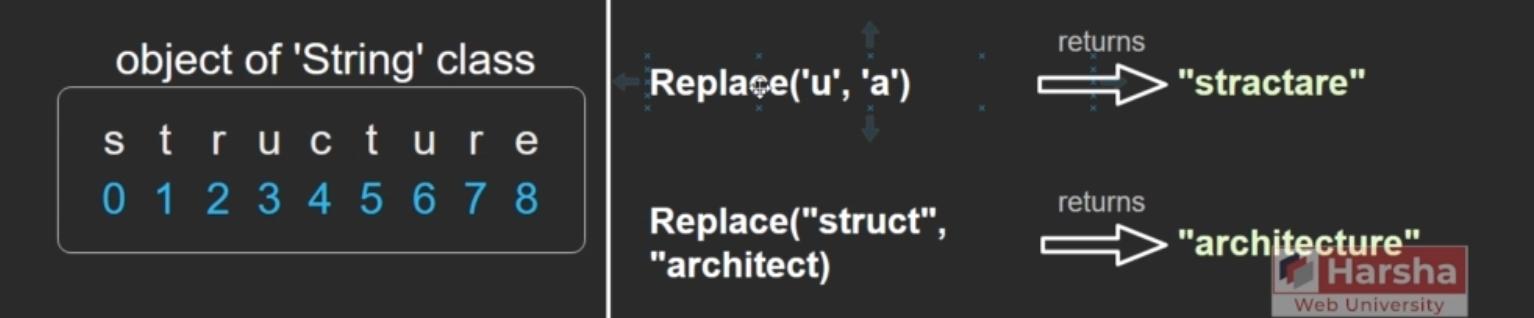 object of 'String' class
s t r u c t u r e
0 1 2 3 4 5 6 7 8
Replace('u', 'a')
returns
"stractare"
Replace("struct",
"architect)
returns
"architecture"
Harsha
Web University